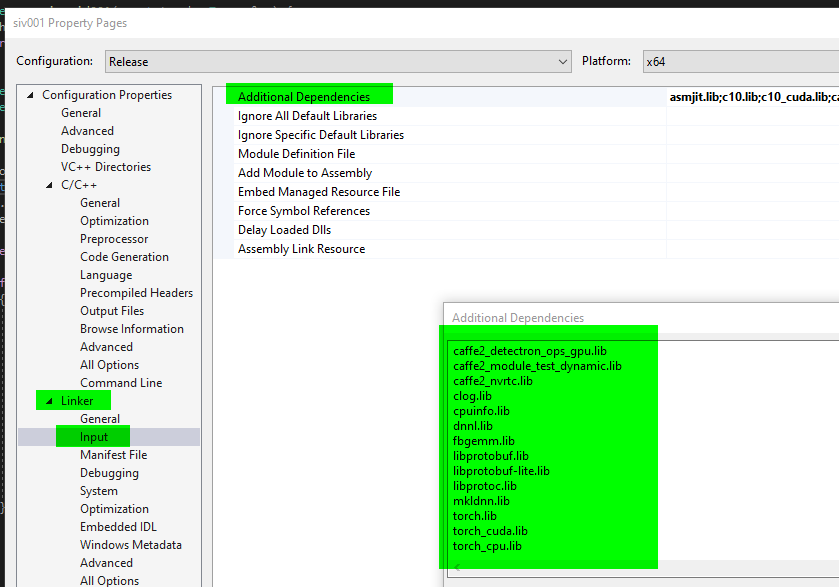 siv001 Property Pages
Configuration: Release Platform: x64
Configuration Properties
General
Advanced
Debugging
VC++ Directories
C/C++
General
Optimization
Preprocessor
Code Generation
Language
Precompiled Headers
Output Files
Browse Information
Advanced
All Options
Command Line
Linker
General
Input
Manifest File
Debugging
System
Optimization
Embedded IDL
Windows Metadata
Advanced
All Options
Additional Dependencies asmjit.lib;c10.lib;c10_cuda.lib;
Ignore All Default Libraries
Ignore Specific Default Libraries
Module Definition File
Add Module to Assembly
Embed Managed Resource File
Force Symbol References
Delay Loaded Dlls
Assembly Link Resource
Additional Dependencies
caffe2_detectron_ops_gpu.lib
caffe2_module_test_dynamic.lib
caffe2_nvrtc.lib
clog.lib
cpuinfo.lib
dnnl.lib
fbgemm.lib
libprotobuf.lib
libprotobuf-lite.lib
libprotoc.lib
mkldnn.lib
torch.lib
torch_cuda.lib
torch_cpu.lib